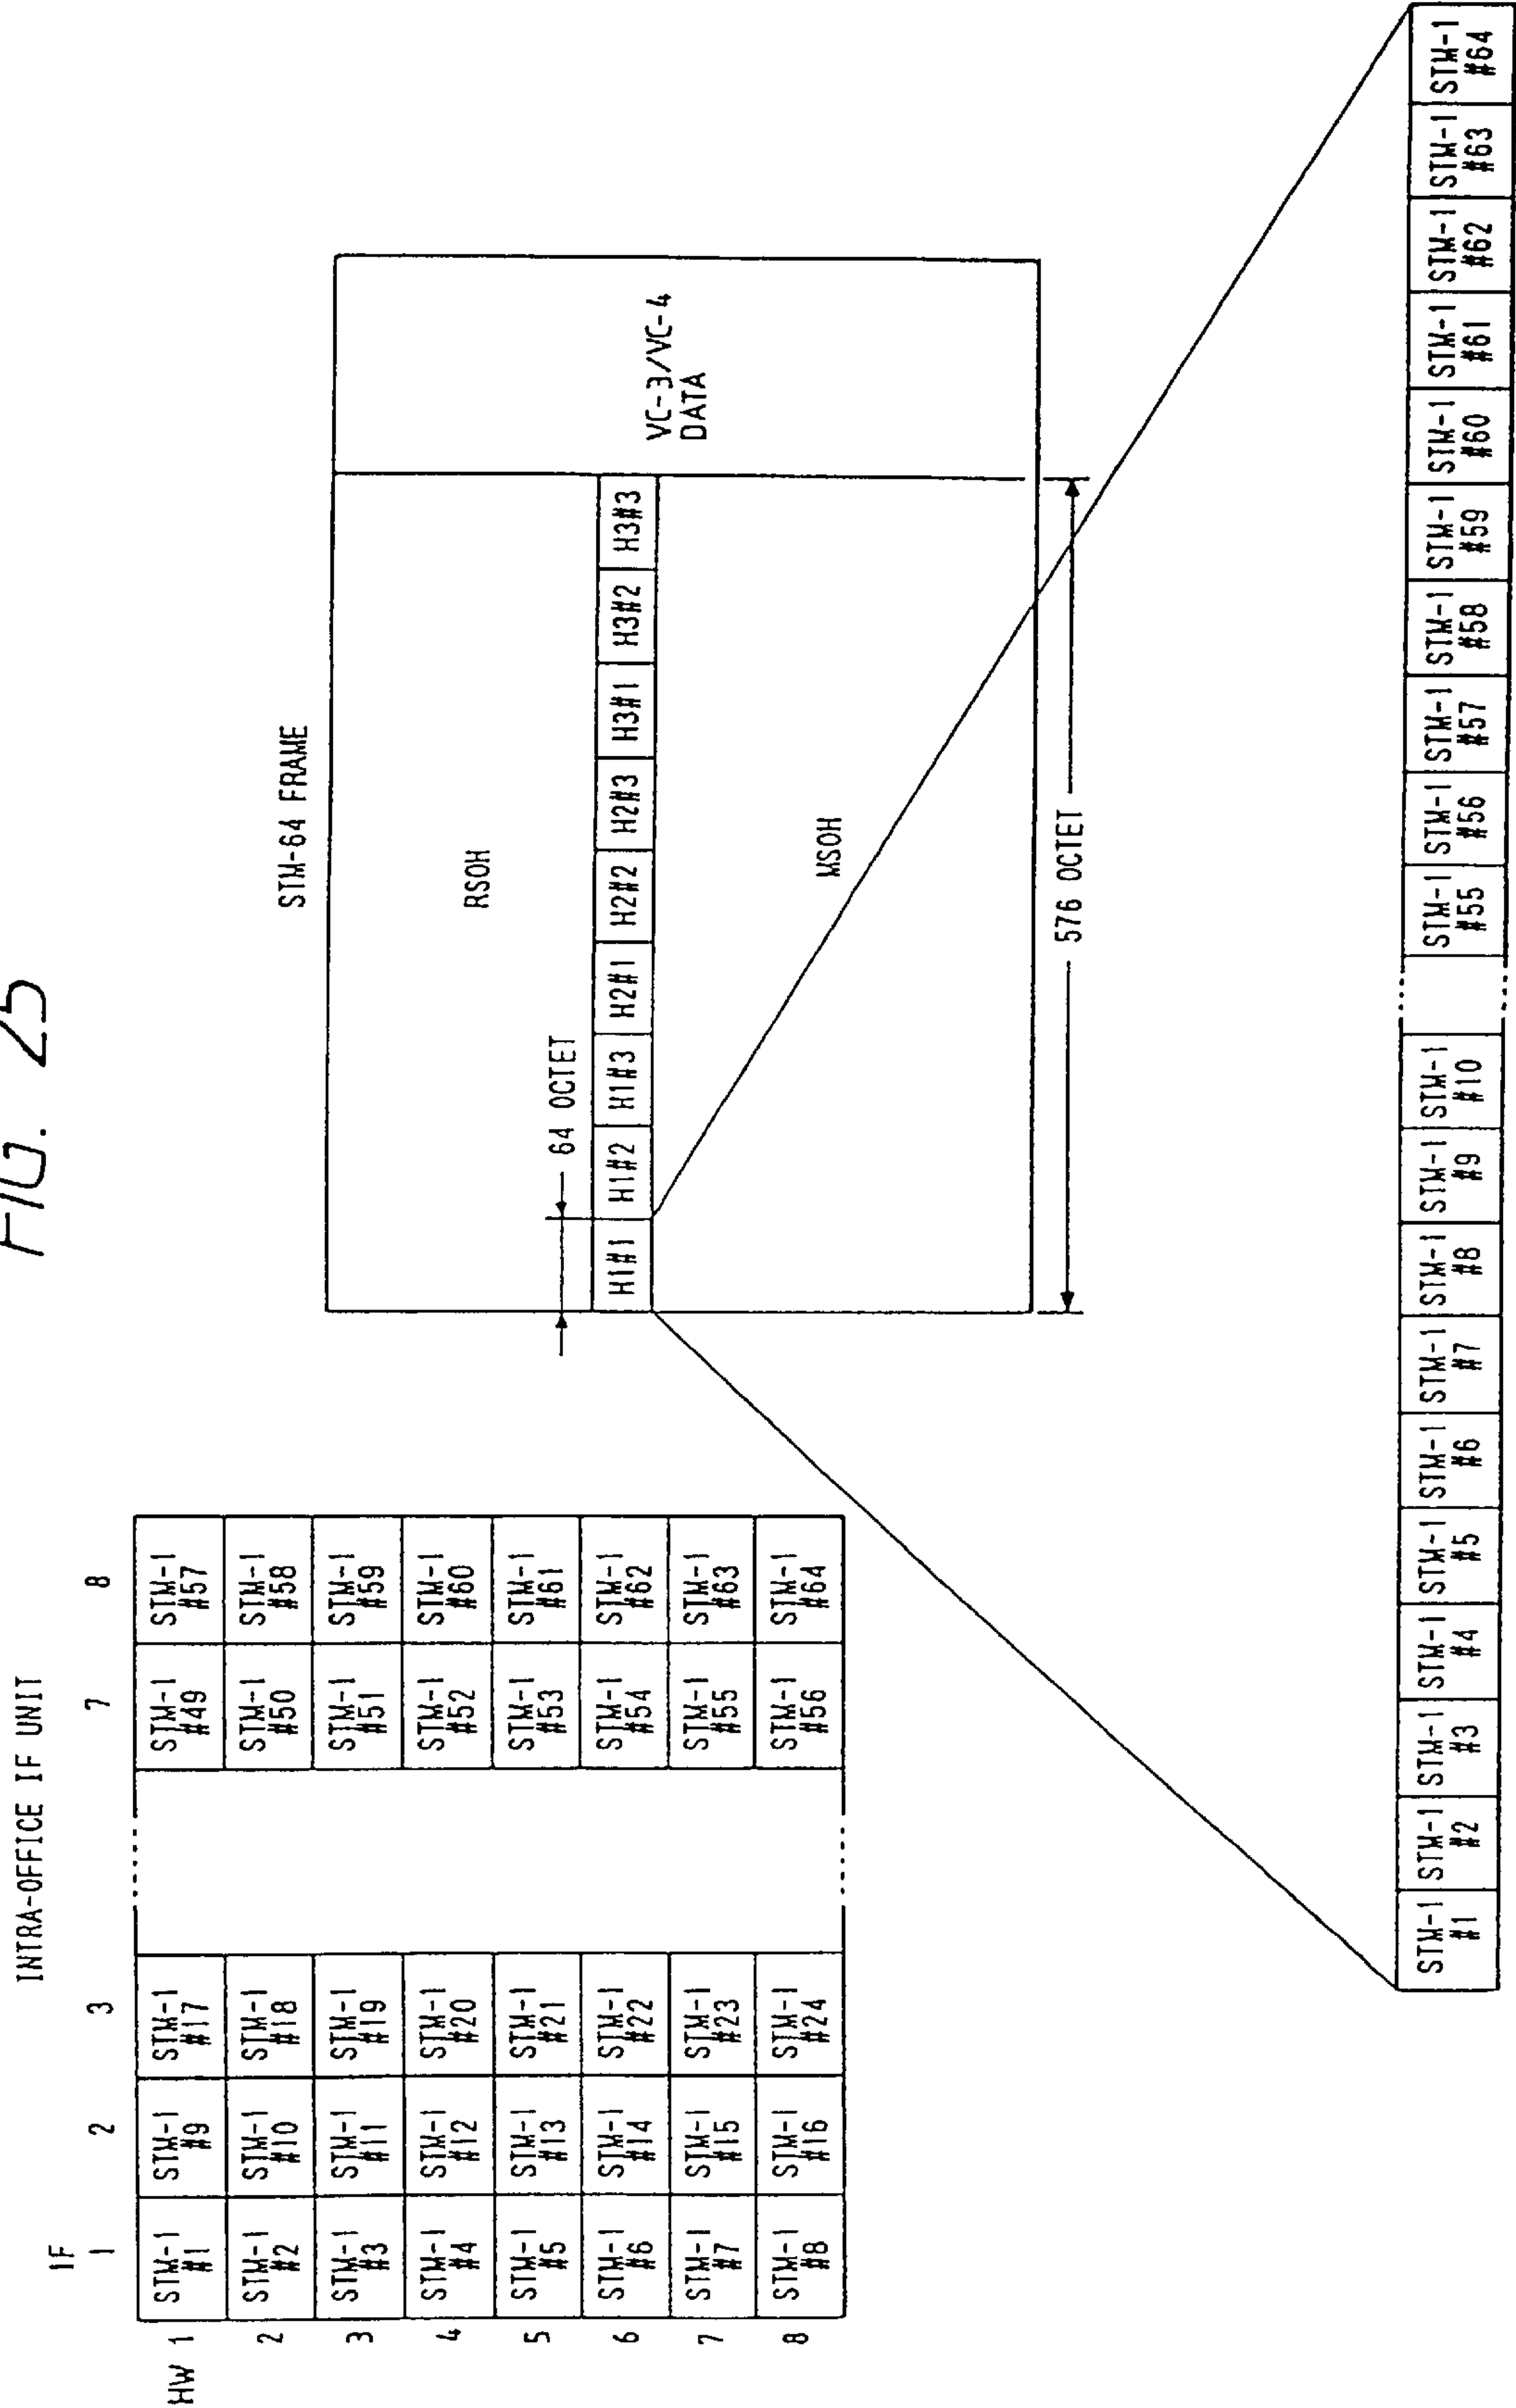 FIG. 25
INTRA-OFFICE IF UNIT
IF
1 2 3 7 8
HW 1 STM-1 #1 STM-1 #9 STM-1 #17 STM-1 #49 STM-1 #57
2 STM-1 #2 STM-1 #10 STM-1 #18 STM-1 #50 STM-1 #58
3 STM-1 #3 STM-1 #11 STM-1 #19 STM-1 #51 STM-1 #59
4 STM-1 #4 STM-1 #12 STM-1 #20 STM-1 #52 STM-1 #60
5 STM-1 #5 STM-1 #13 STM-1 #21 STM-1 #53 STM-1 #61
6 STM-1 #6 STM-1 #14 STM-1 #22 STM-1 #54 STM-1 #62
7 STM-1 #7 STM-1 #15 STM-1 #23 STM-1 #55 STM-1 #63
8 STM-1 #8 STM-1 #16 STM-1 #24 STM-1 #56 STM-1 #64
STM-64 FRAME
RSOH
64 OCTET
H1#1 H1#2 H1#3 H2#1 H2#2 H2#3 H3#1 H3#2 H3#3
VC-3/VC-4
DATA
MSOH
576 OCTET
STM-1 STM-1 STM-1 STM-1 STM-1 STM-1 STM-1 STM-1 STM-1 STM-1 STM-1 STM-1 STM-1 STM-1 STM-1 STM-1 STM-1 STM-1 STM-1 STM-1
#1 #2 #3 #4 #5 #6 #7 #8 #9 #10 #55 #56 #57 #58 #59 #60 #61 #62 #63 #64